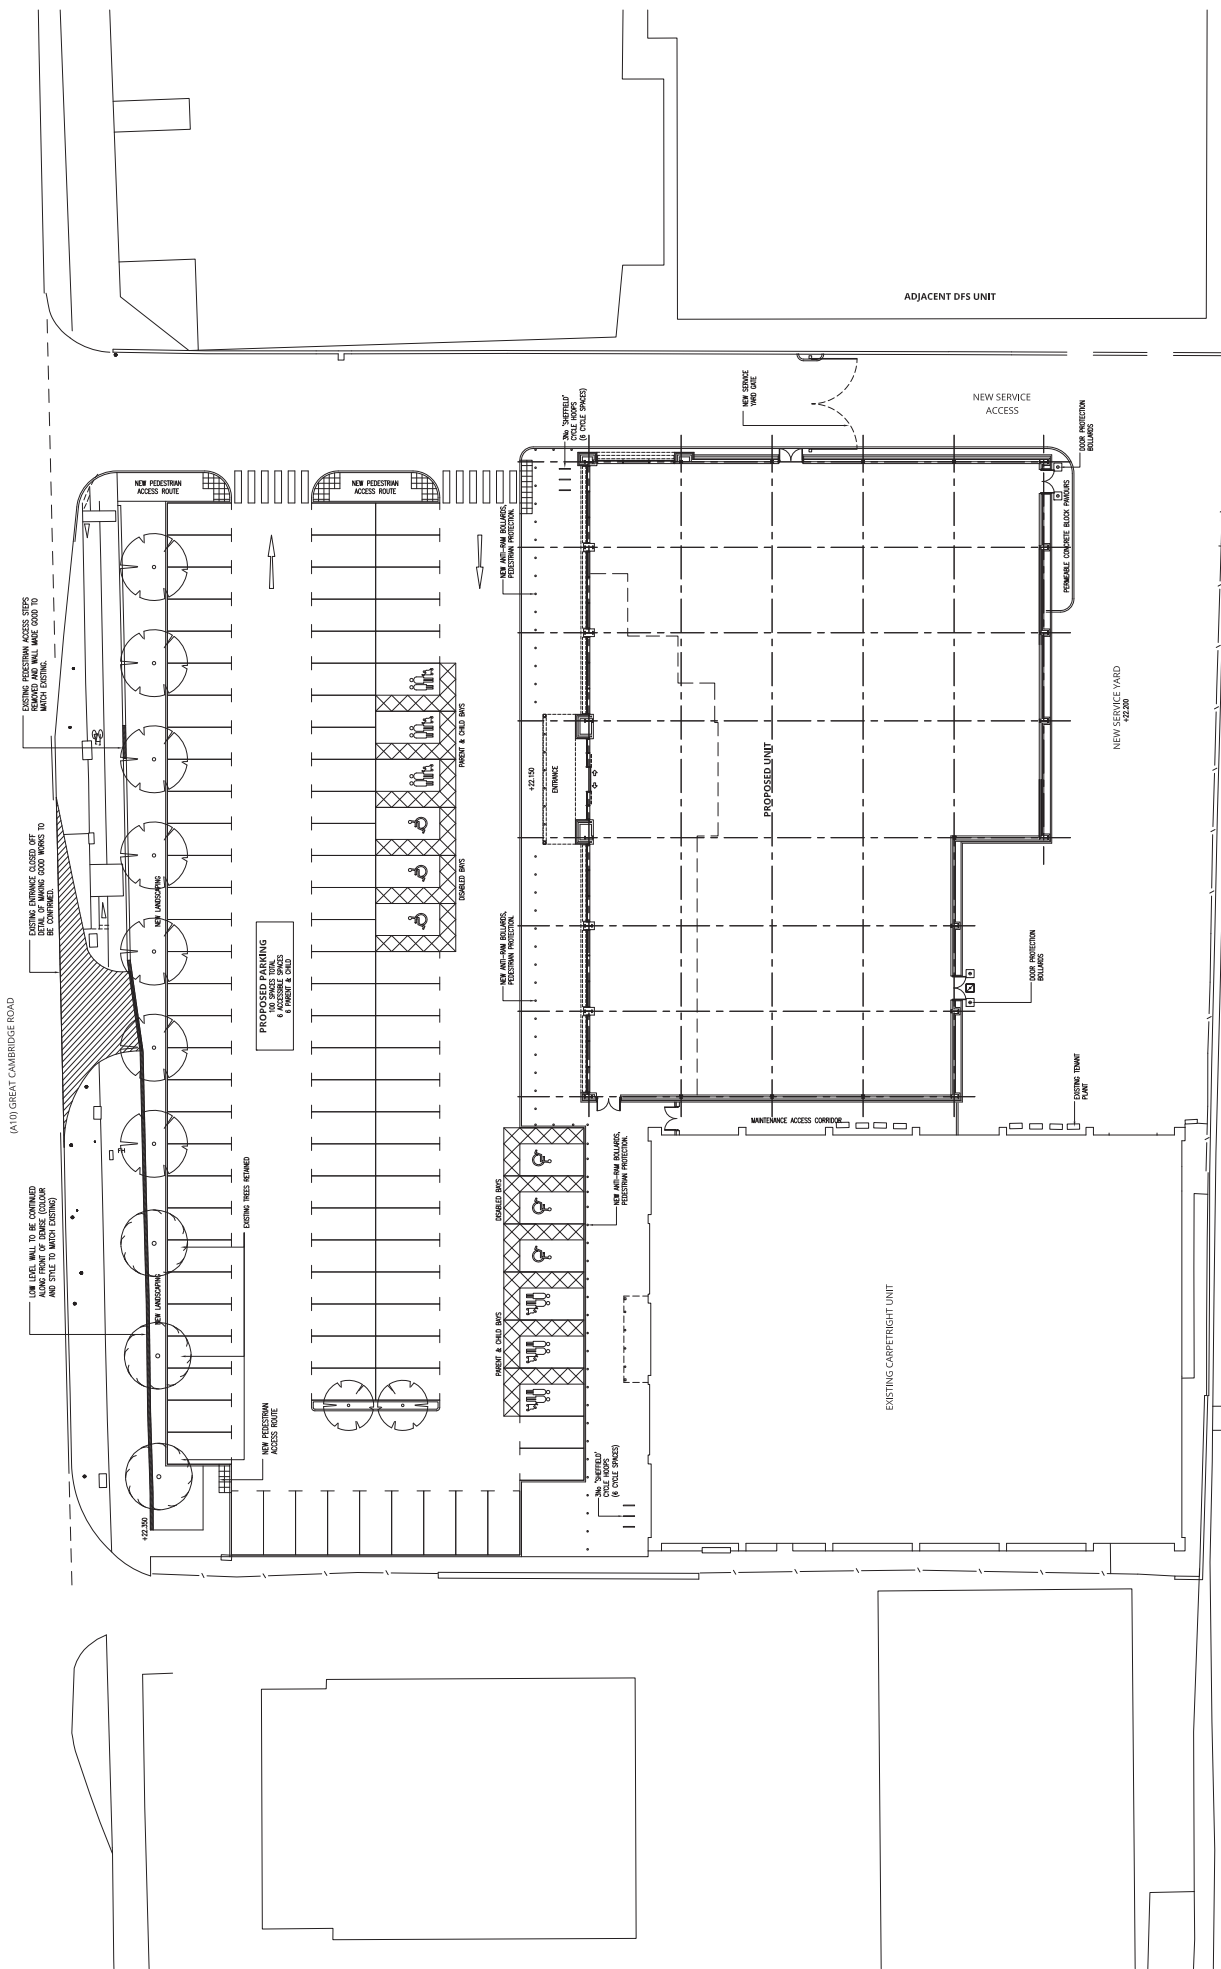 ADJACENT DFS UNIT
NEW SERVICE
ACCESS
NEW SERVICE
YARD GATE
3No 'SHEFFIELD'
CYCLE HOOPS
(6 CYCLE SPACES)
DOOR PROTECTION
BOLLARDS
NEW PEDESTRIAN
ACCESS ROUTE
NEW PEDESTRIAN
ACCESS ROUTE
PERMEABLE CONCRETE BLOCK PAVIOURS
NEW ANTI-RAM BOLLARDS,
PEDESTRIAN PROTECTION.
EXISTING PEDESTRIAN ACCESS STEPS
REMOVED AND WALL MADE GOOD TO
MATCH EXISTING.
PARENT & CHILD BAYS
+22.150
ENTRANCE
PROPOSED UNIT
NEW SERVICE YARD
+22.200
EXISTING ENTRANCE CLOSED OFF
DETAIL OF MAKING GOOD WORKS TO
BE CONFIRMED.
NEW LANDSCAPING
DISABLED BAYS
PROPOSED PARKING
100 SPACES TOTAL
6 ACCESSIBLE SPACES
6 PARENT & CHILD
NEW ANTI-RAM BOLLARDS,
PEDESTRIAN PROTECTION.
DOOR PROTECTION
BOLLARDS
(A10) GREAT CAMBRIDGE ROAD
EXISTING TENANT
PLANT
MAINTENANCE ACCESS CORRIDOR
FH
LOW LEVEL WALL TO BE CONTINUED
ALONG FRONT OF DEMISE (COLOUR
AND STYLE TO MATCH EXISTING)
EXISTING TREES RETAINED
DISABLED BAYS
NEW ANTI-RAM BOLLARDS,
PEDESTRIAN PROTECTION.
NEW LANDSCAPING
PARENT & CHILD BAYS
EXISTING CARPETRIGHT UNIT
NEW PEDESTRIAN
ACCESS ROUTE
3No 'SHEFFIELD'
CYCLE HOOPS
(6 CYCLE SPACES)
+22.350